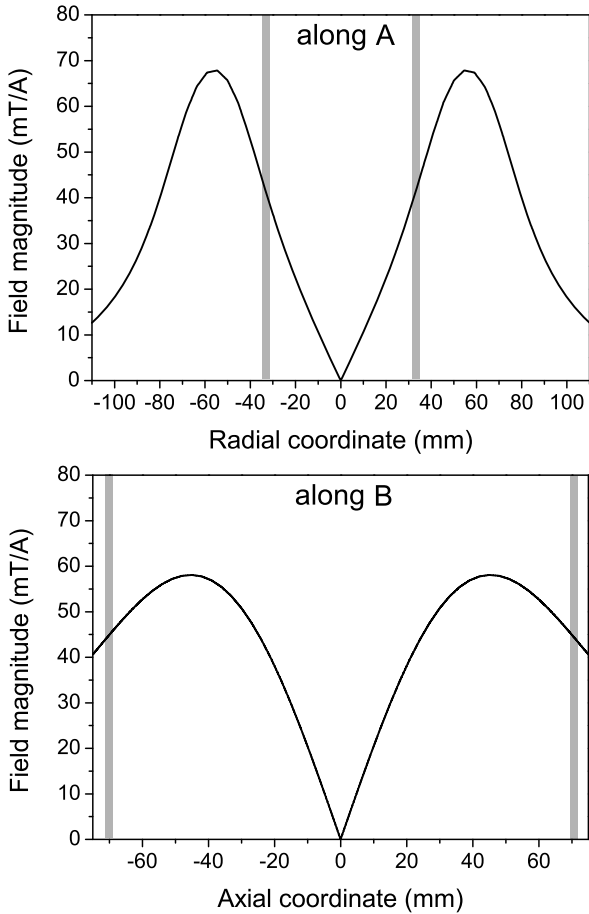 along A
Field magnitude (mT/A)
80
70
60
50
40
30
20
10
0
-100 -80 -60 -40 -20 0 20 40 60 80 100
Radial coordinate (mm)
along B
Field magnitude (mT/A)
80
70
60
50
40
30
20
10
0
-60 -40 -20 0 20 40 60
Axial coordinate (mm)